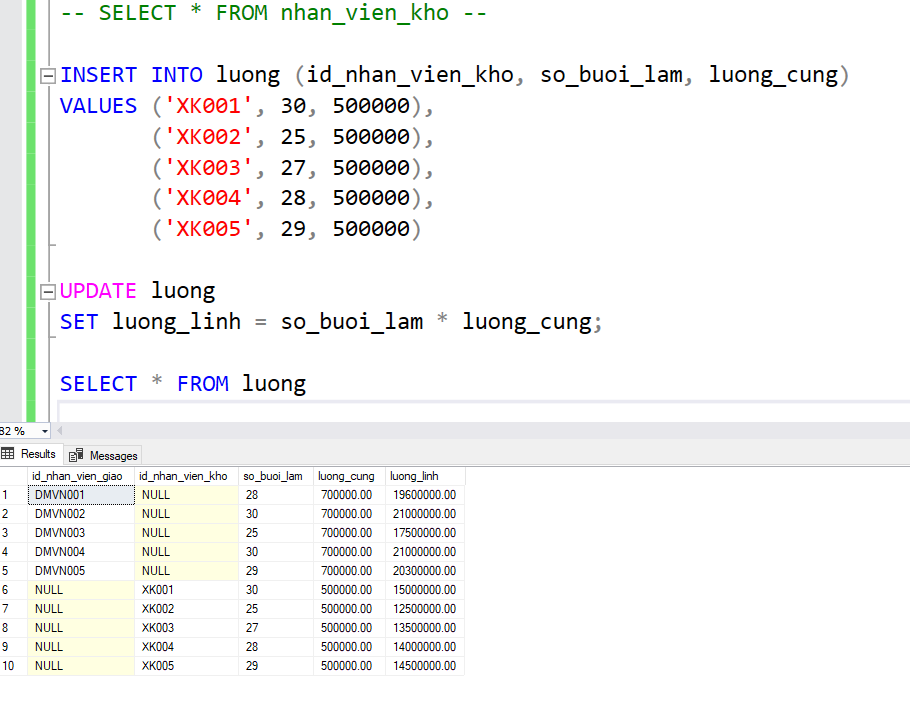 -- SELECT * FROM nhan_vien_kho --
INSERT INTO luong (id_nhan_vien_kho, so_buoi_lam, luong_cung)
VALUES ('XK001', 30, 500000),
('XK002', 25, 500000),
('XK003', 27, 500000),
('XK004', 28, 500000),
('XK005', 29, 500000)
UPDATE luong
SET luong_linh = so_buoi_lam * luong_cung;
SELECT * FROM luong
82 %
Results Messages
id_nhan_vien_giao id_nhan_vien_kho so_buoi_lam luong_cung luong_linh
1 DMVN001 NULL 28 700000.00 19600000.00
2 DMVN002 NULL 30 700000.00 21000000.00
3 DMVN003 NULL 25 700000.00 17500000.00
4 DMVN004 NULL 30 700000.00 21000000.00
5 DMVN005 NULL 29 700000.00 20300000.00
6 NULL XK001 30 500000.00 15000000.00
7 NULL XK002 25 500000.00 12500000.00
8 NULL XK003 27 500000.00 13500000.00
9 NULL XK004 28 500000.00 14000000.00
10 NULL XK005 29 500000.00 14500000.00